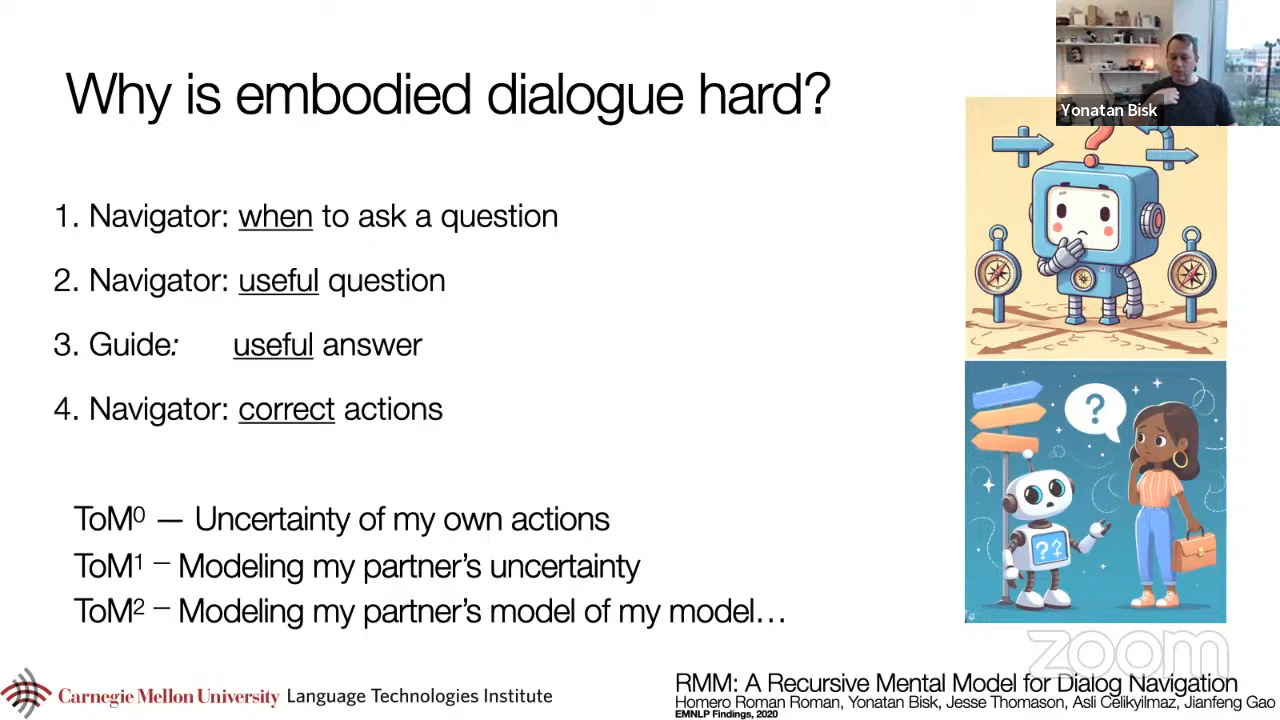 Why is embodied dialogue hard?
Yonatan Bisk
1. Navigator: when to ask a question
2. Navigator: useful question
3. Guide: useful answer
4. Navigator: correct actions
?
?
??
ToM⁰ — Uncertainty of my own actions
ToM¹ – Modeling my partner's uncertainty
ToM² – Modeling my partner's model of my model…
zoom
Carnegie Mellon University Language Technologies Institute
RMM: A Recursive Mental Model for Dialog Navigation
Homero Roman Roman, Yonatan Bisk, Jesse Thomason, Asli Celikyilmaz, Jianfeng Gao
EMNLP Findings, 2020